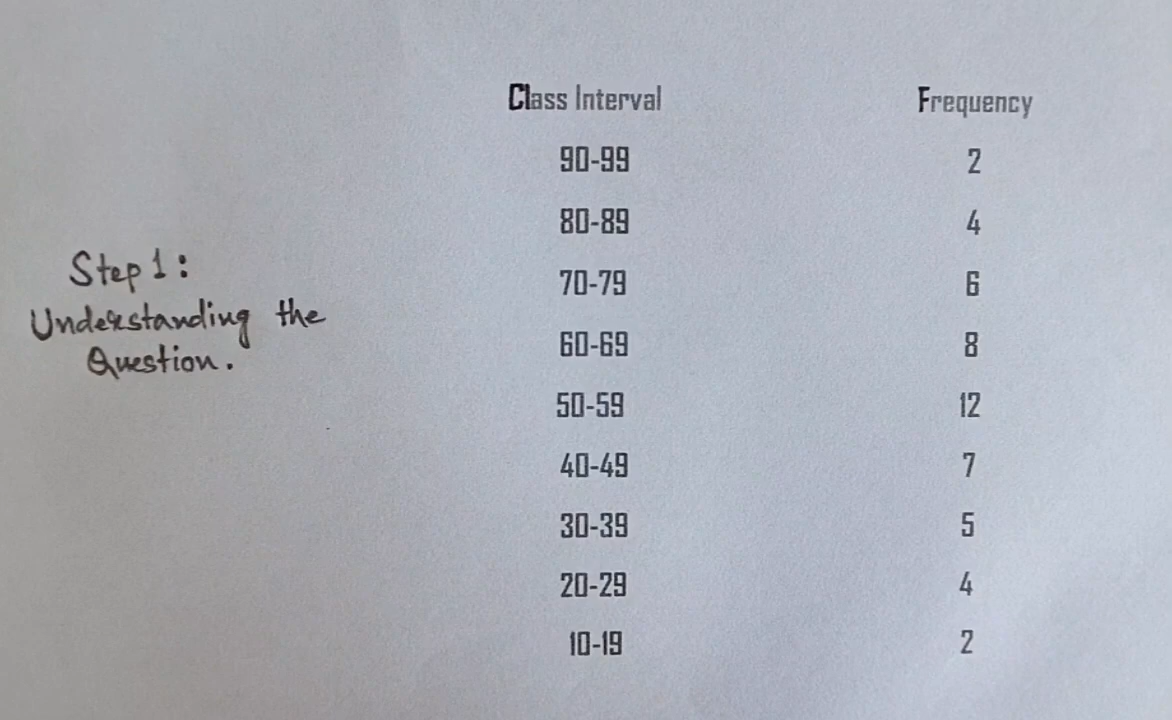 Class Interval Frequency
90-99 2
80-89 4
Step 1:
70-79 6
Understanding the
60-69 8
Question.
50-59 12
40-49 7
30-39 5
20-29 4
10-19 2